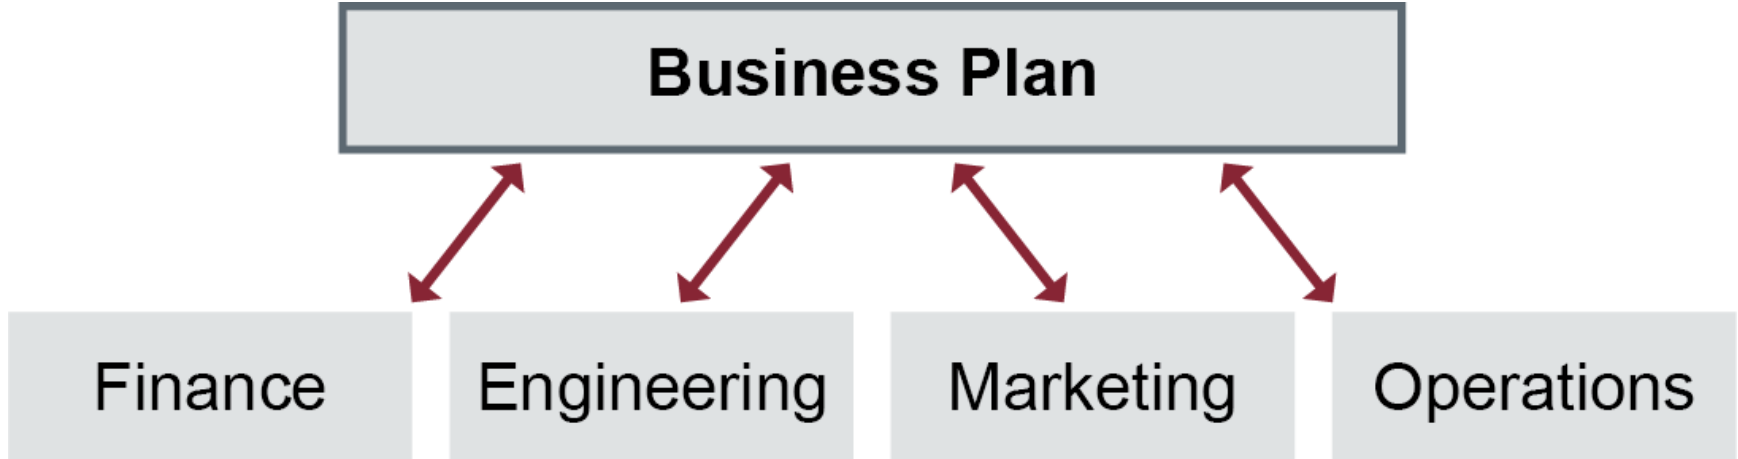 Business Plan
Finance
Engineering
Marketing
Operations